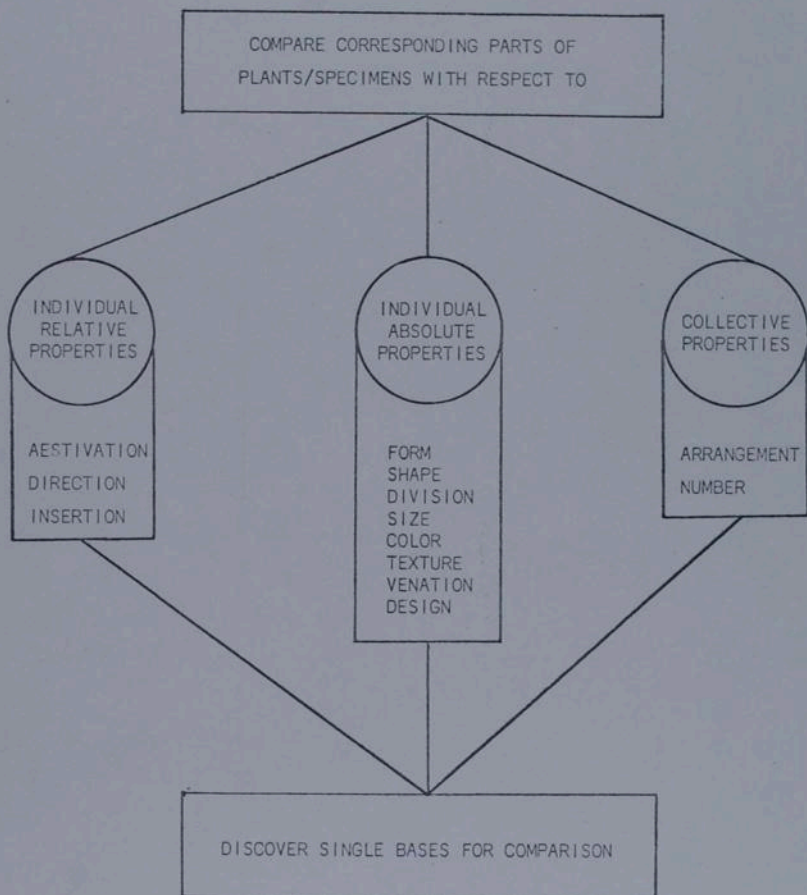 COMPARE CORRESPONDING PARTS OF
PLANTS/SPECIMENS WITH RESPECT TO
INDIVIDUAL
RELATIVE
PROPERTIES
AESTIVATION
DIRECTION
INSERTION
INDIVIDUAL
ABSOLUTE
PROPERTIES
FORM
SHAPE
DIVISION
SIZE
COLOR
TEXTURE
VENATION
DESIGN
COLLECTIVE
PROPERTIES
ARRANGEMENT
NUMBER
DISCOVER SINGLE BASES FOR COMPARISON